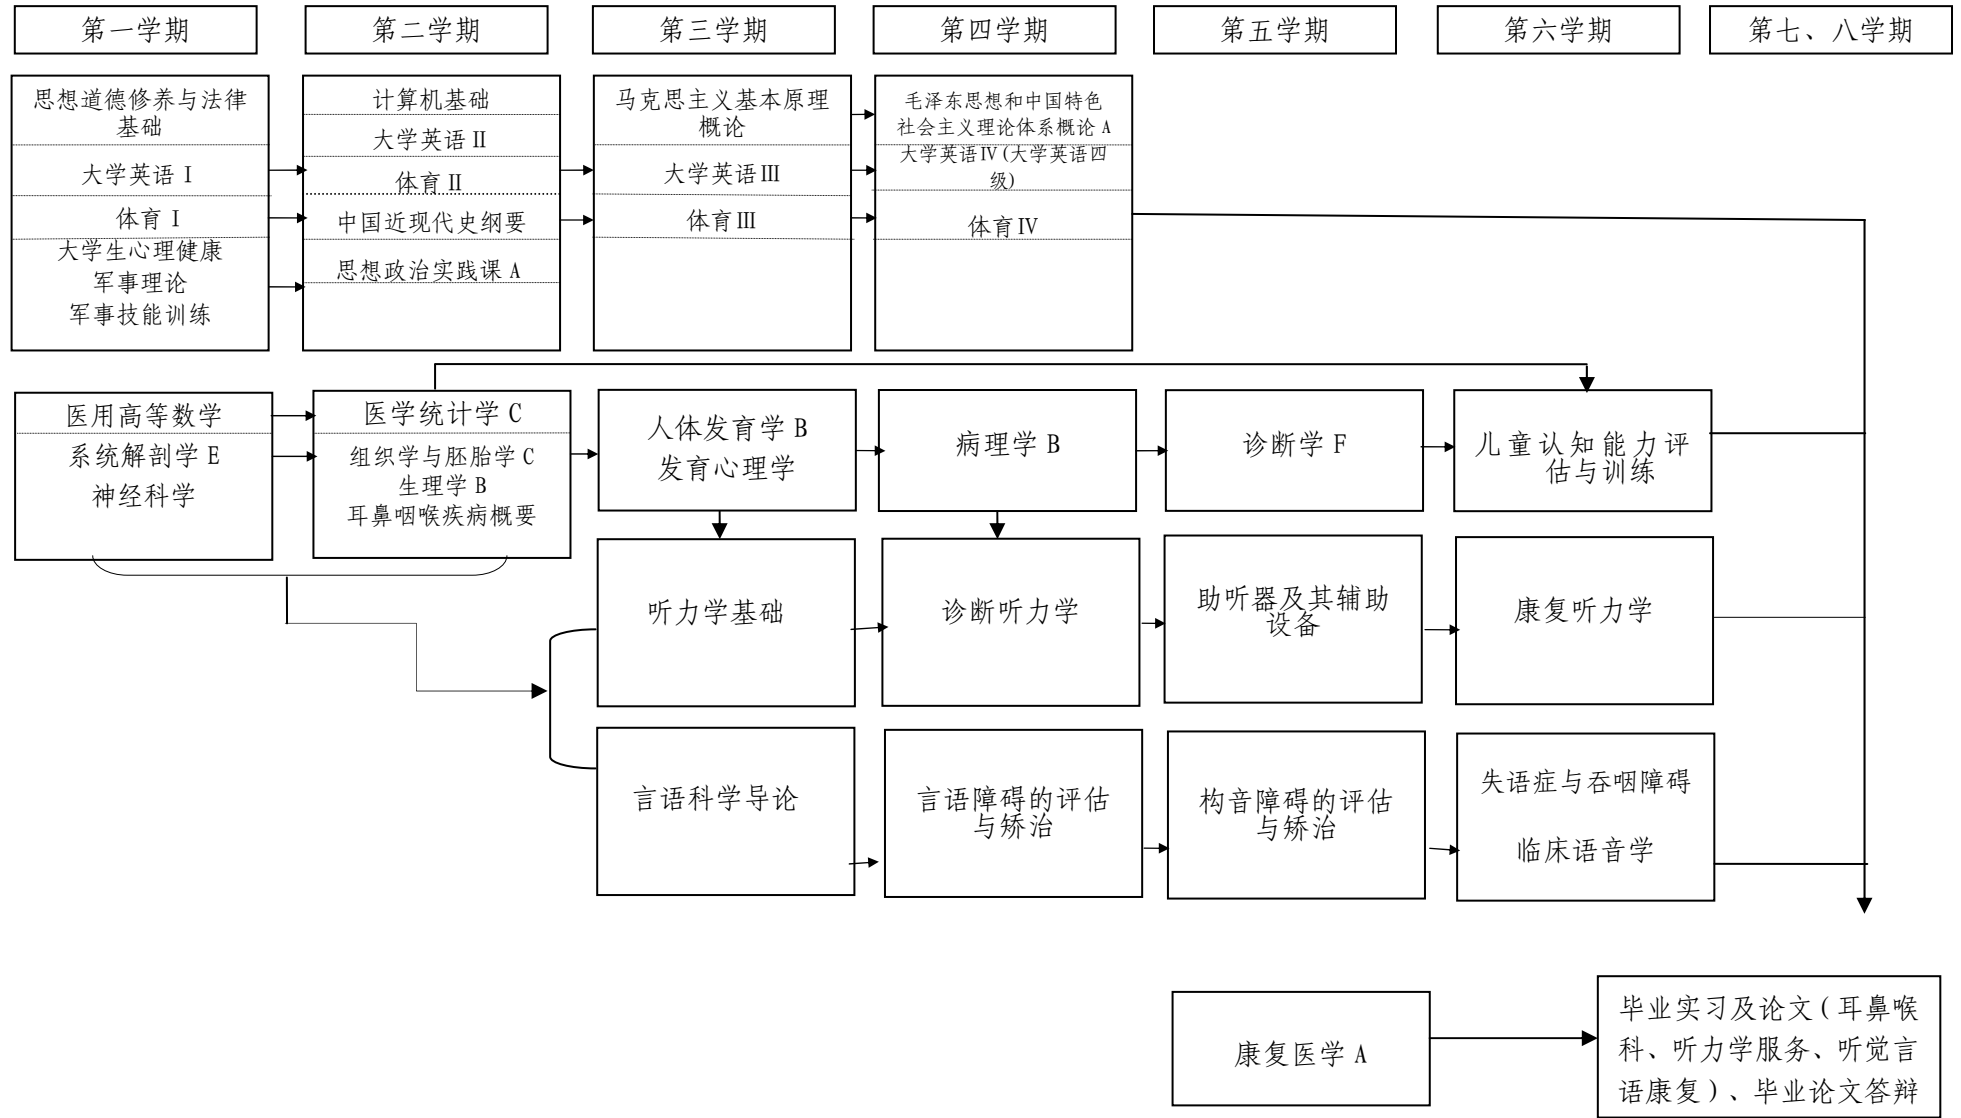 第一学期
第二学期
第三学期
第四学期
第五学期
第六学期
第七、八学期
思想道德修养与法律
基础
大学英语 I
体育 I
大学生心理健康
军事理论
军事技能训练
计算机基础
大学英语 II
体育 II
中国近现代史纲要
思想政治实践课 A
马克思主义基本原理
概论
大学英语III
体育III
毛泽东思想和中国特色
社会主义理论体系概论 A
大学英语IV(大学英语四
级)
体育IV
医用高等数学
系统解剖学 E
神经科学
医学统计学 C
组织学与胚胎学 C
生理学 B
耳鼻咽喉疾病概要
人体发育学 B
发育心理学
病理学 B
诊断学 F
儿童认知能力评
估与训练
听力学基础
诊断听力学
助听器及其辅助
设备
康复听力学
言语科学导论
言语障碍的评估
与矫治
构音障碍的评估
与矫治
失语症与吞咽障碍
临床语音学
康复医学 A
毕业实习及论文(耳鼻喉
科、听力学服务、听觉言
语康复)、毕业论文答辩